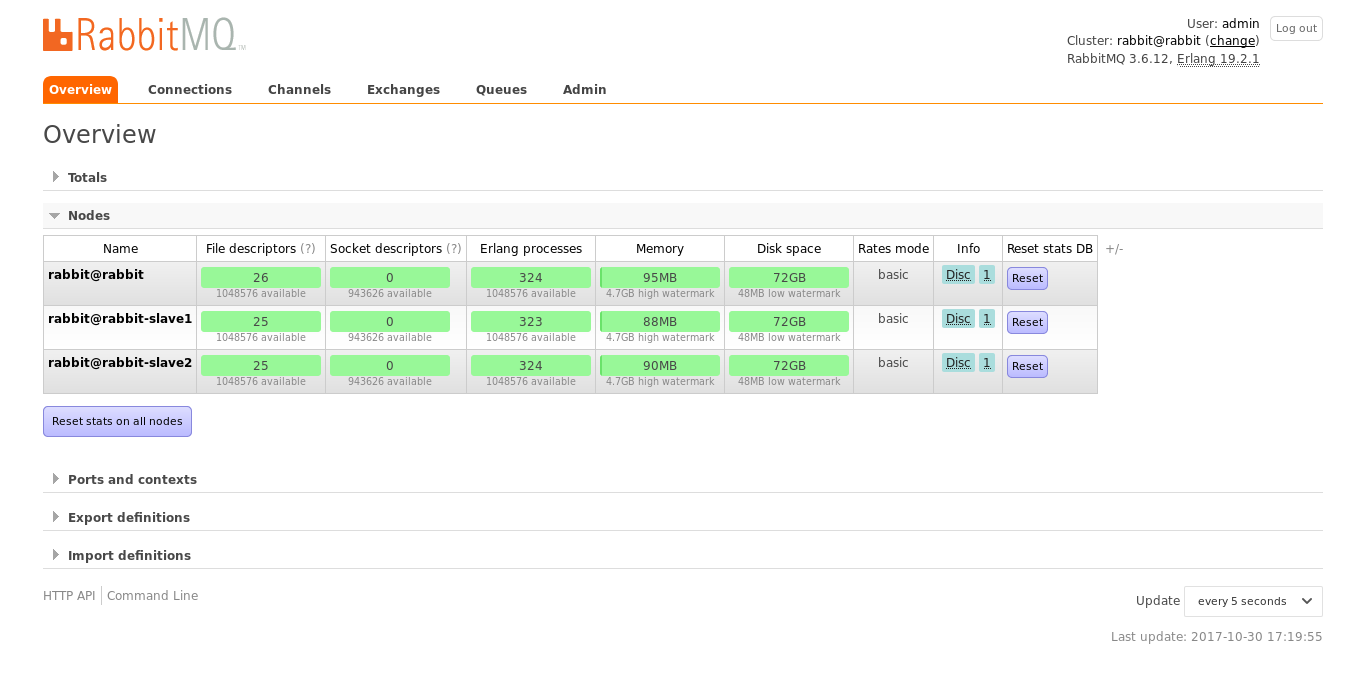 RabbitMQ TM
User: admin
Cluster: rabbit@rabbit (change)
RabbitMQ 3.6.12, Erlang 19.2.1
Log out
Overview Connections Channels Exchanges Queues Admin
Overview
Totals
Nodes
Name File descriptors (?) Socket descriptors (?) Erlang processes Memory Disk space Rates mode Info Reset stats DB +/-
rabbit@rabbit 26 0 324 95MB 72GB basic Disc 1 Reset
1048576 available 943626 available 1048576 available 4.7GB high watermark 48MB low watermark
rabbit@rabbit-slave1 25 0 323 88MB 72GB basic Disc 1 Reset
1048576 available 943626 available 1048576 available 4.7GB high watermark 48MB low watermark
rabbit@rabbit-slave2 25 0 324 90MB 72GB basic Disc 1 Reset
1048576 available 943626 available 1048576 available 4.7GB high watermark 48MB low watermark
Reset stats on all nodes
Ports and contexts
Export definitions
Import definitions
HTTP API Command Line
Update every 5 seconds
Last update: 2017-10-30 17:19:55